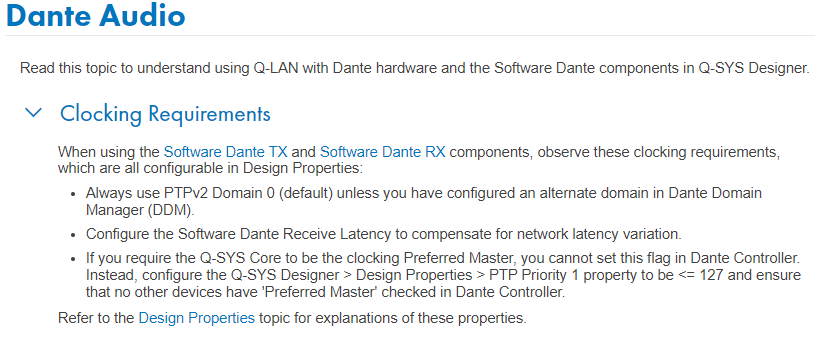 Dante Audio
Read this topic to understand using Q-LAN with Dante hardware and the Software Dante components in Q-SYS Designer.
Clocking Requirements
When using the Software Dante TX and Software Dante RX components, observe these clocking requirements,
which are all configurable in Design Properties:
• Always use PTPv2 Domain 0 (default) unless you have configured an alternate domain in Dante Domain
Manager (DDM).
• Configure the Software Dante Receive Latency to compensate for network latency variation.
• If you require the Q-SYS Core to be the clocking Preferred Master, you cannot set this flag in Dante Controller.
Instead, configure the Q-SYS Designer > Design Properties > PTP Priority 1 property to be <= 127 and ensure
that no other devices have 'Preferred Master' checked in Dante Controller.
Refer to the Design Properties topic for explanations of these properties.